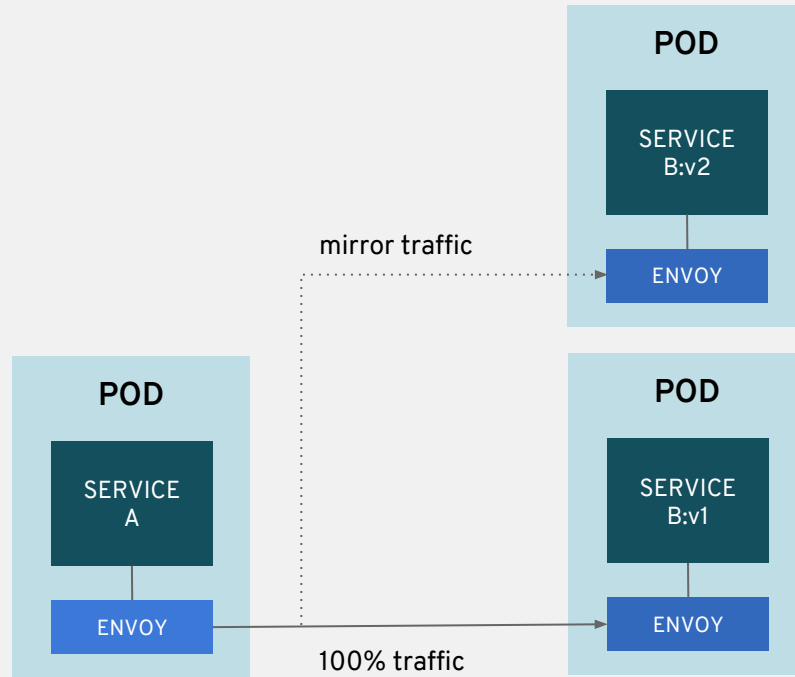 POD
SERVICE
B:v2
ENVOY
mirror traffic
POD
SERVICE
A
ENVOY
100% traffic
POD
SERVICE
B:v1
ENVOY